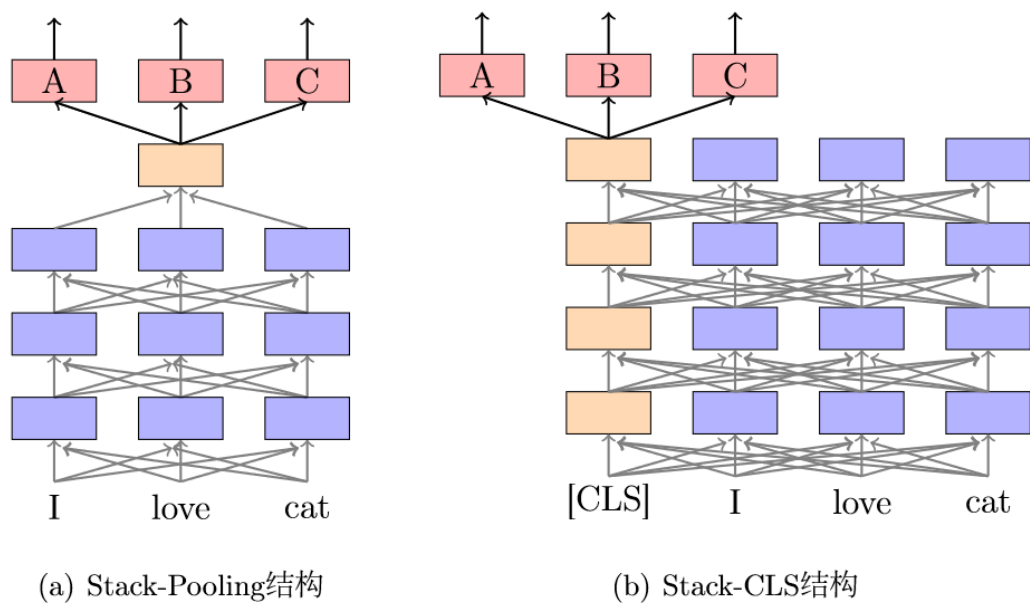 A B C
I love cat
(a) Stack-Pooling结构
A B C
[CLS] I love cat
(b) Stack-CLS结构